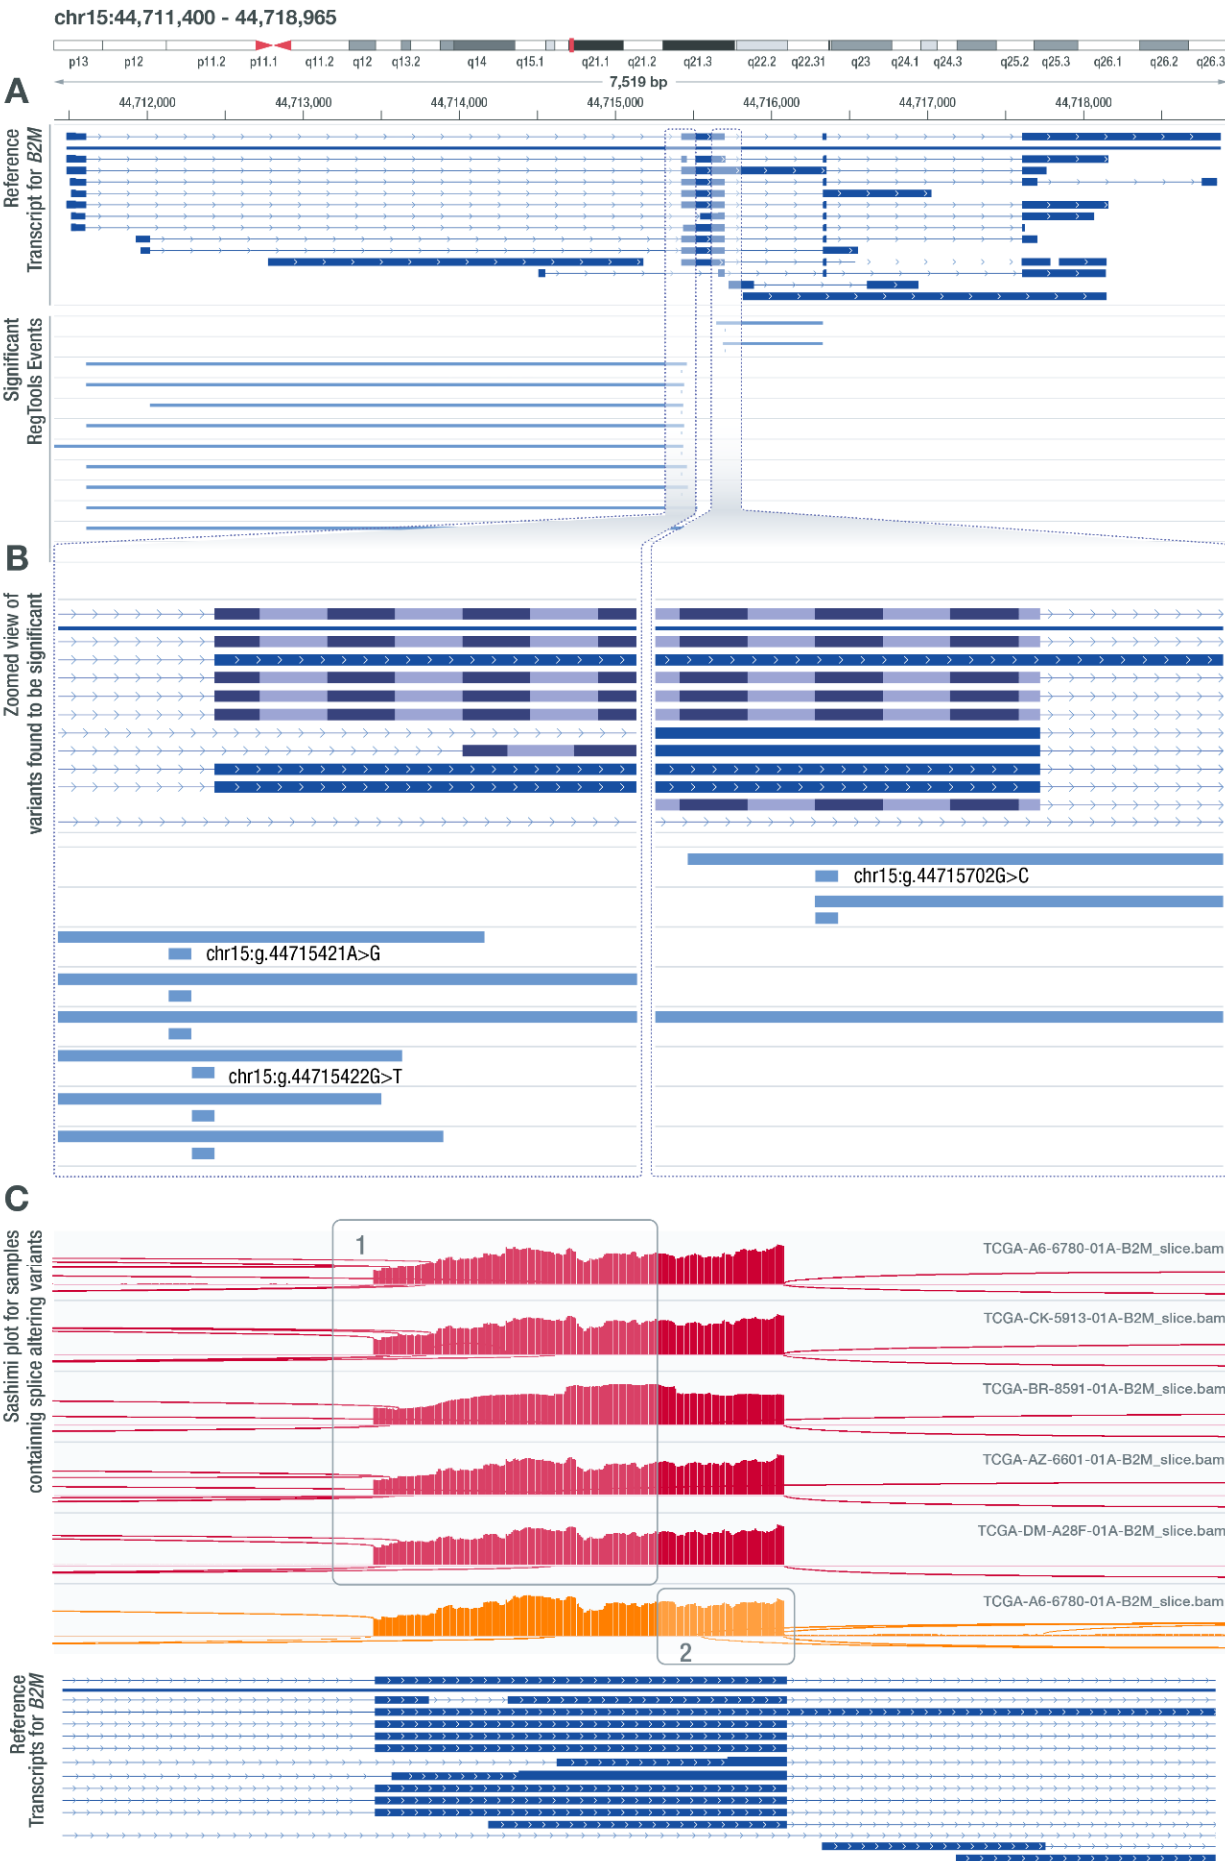 chr15:44,711,400 - 44,718,965
p13 p12 p11.2 p11.1 q11.2 q12 q13.2 q14 q15.1 q21.1 q21.2 q21.3 q22.2 q22.31 q23 q24.1 q24.3 q25.2 q25.3 q26.1 q26.2 q26.3
7,519 bp
A
44,712,000 44,713,000 44,714,000 44,715,000 44,716,000 44,717,000 44,718,000
Reference
Transcript for B2M
Significant
RegTools Events
B
Zoomed view of
variants found to be significant
chr15:g.44715702G>C
chr15:g.44715421A>G
chr15:g.44715422G>T
C
Sashimi plot for samples
containnig splice altering variants
1
TCGA-A6-6780-01A-B2M_slice.bam
TCGA-CK-5913-01A-B2M_slice.bam
TCGA-BR-8591-01A-B2M_slice.bam
TCGA-AZ-6601-01A-B2M_slice.bam
TCGA-DM-A28F-01A-B2M_slice.bam
TCGA-A6-6780-01A-B2M_slice.bam
2
Reference
Transcripts for B2M